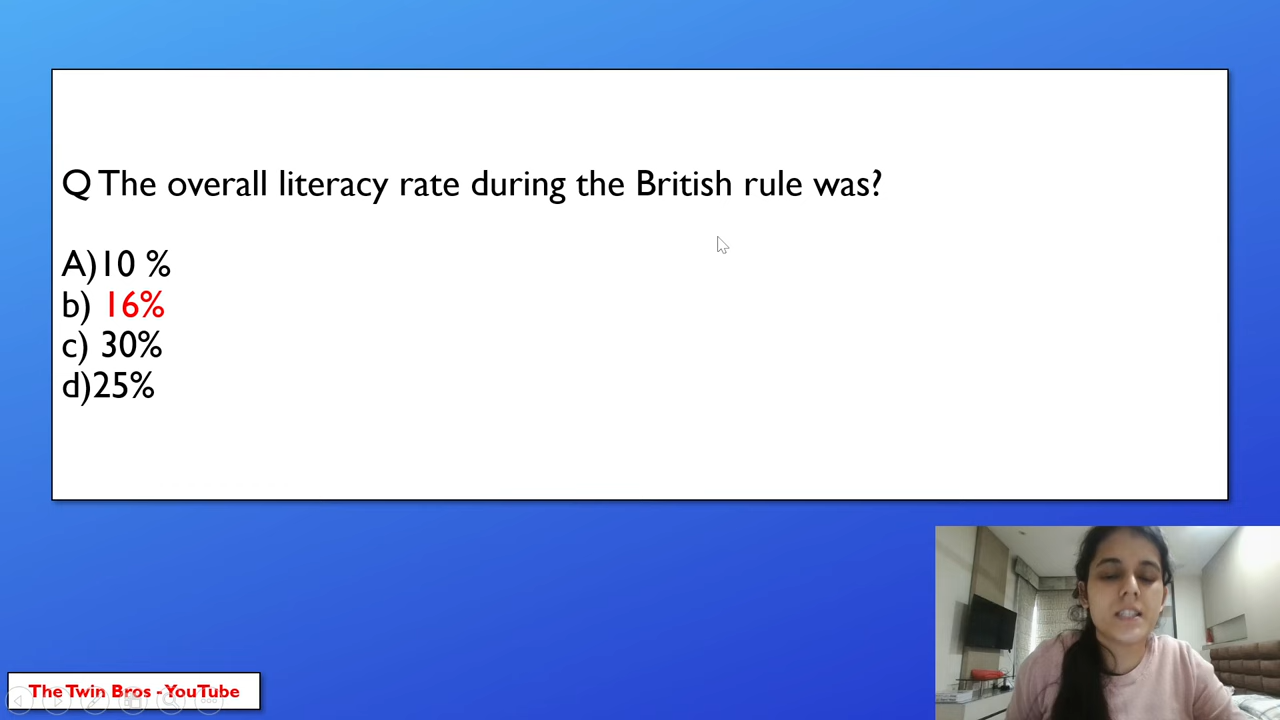 Q The overall literacy rate during the British rule was?
A)10 %
b) 16%
c) 30%
d)25%
The Twin Bros - YouTube